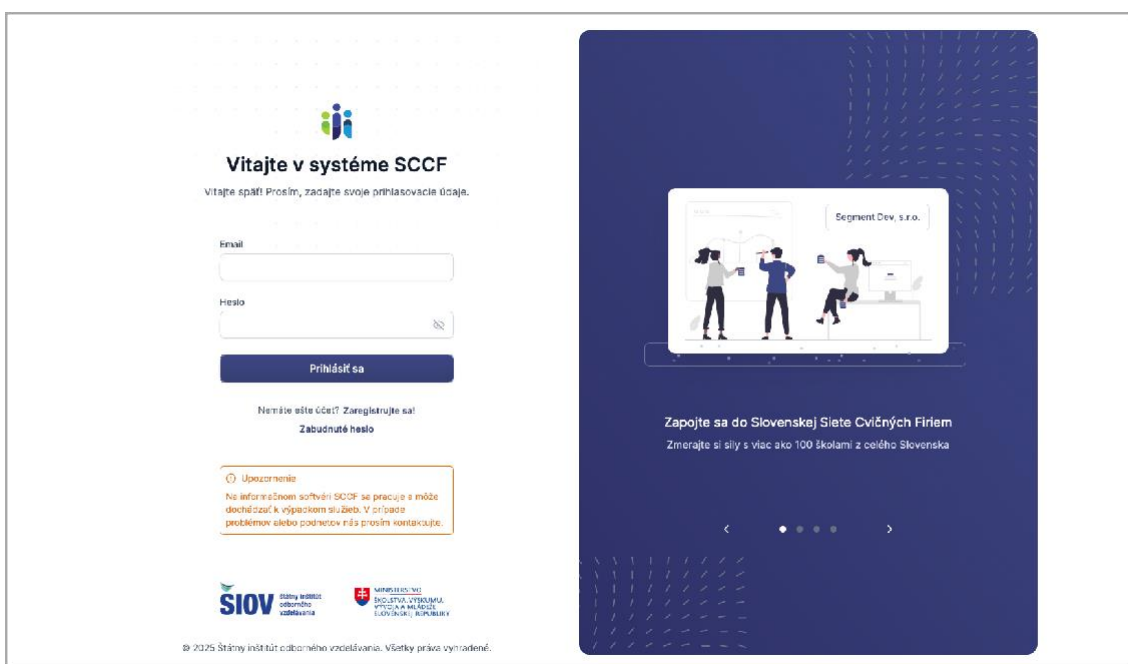 Vitajte v systéme SCCF
Vitajte späť! Prosím, zadajte svoje prihlasovacie údaje.
Email
Heslo
Prihlásiť sa
Nemáte ešte účet? Zaregistrujte sa!
Zabudnuté heslo
Upozornenie
Na informačnom softvéri SCCF sa pracuje a môže
dochádzať k výpadkom služieb. V prípade
problémov alebo podnetov nás prosím kontaktujte.
ŠIOV
štátny inštitút
odborného
vzdelávania
MINISTERSTVO
ŠKOLSTVA, VÝSKUMU,
VÝVOJA A MLÁDEŽE
SLOVENSKEJ REPUBLIKY
© 2025 Štátny inštitút odborného vzdelávania. Všetky práva vyhradené.
Segment Dev, s.r.o.
Zapojte sa do Slovenskej Siete Cvičných Firiem
Zmerajte si sily s viac ako 100 školami z celého Slovenska